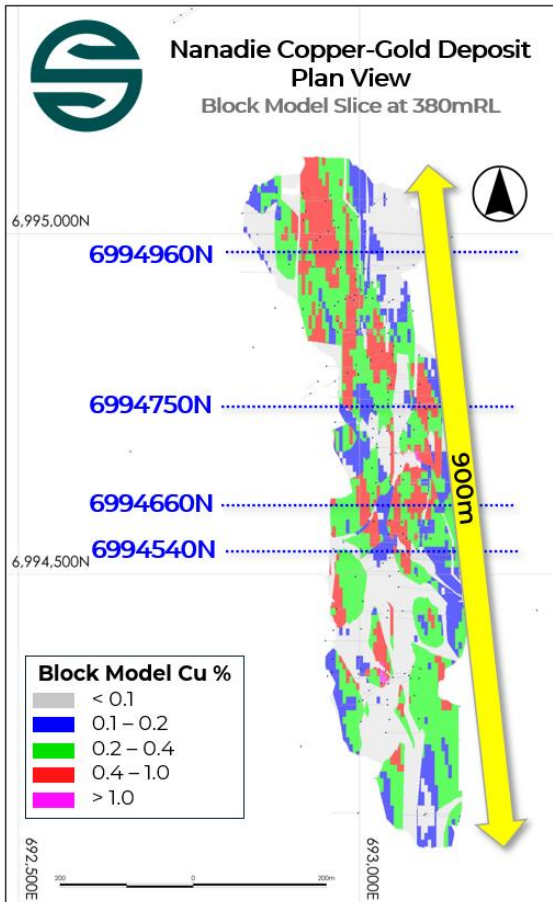 Nanadie Copper-Gold Deposit
Plan View
Block Model Slice at 380mRL
6,995,000N
6994960N
6994750N
900m
6994660N
6994540N
6,994,500N
Block Model Cu %
< 0.1
0.1 – 0.2
0.2 – 0.4
0.4 – 1.0
> 1.0
692,500E
693,000E
200 0 200m